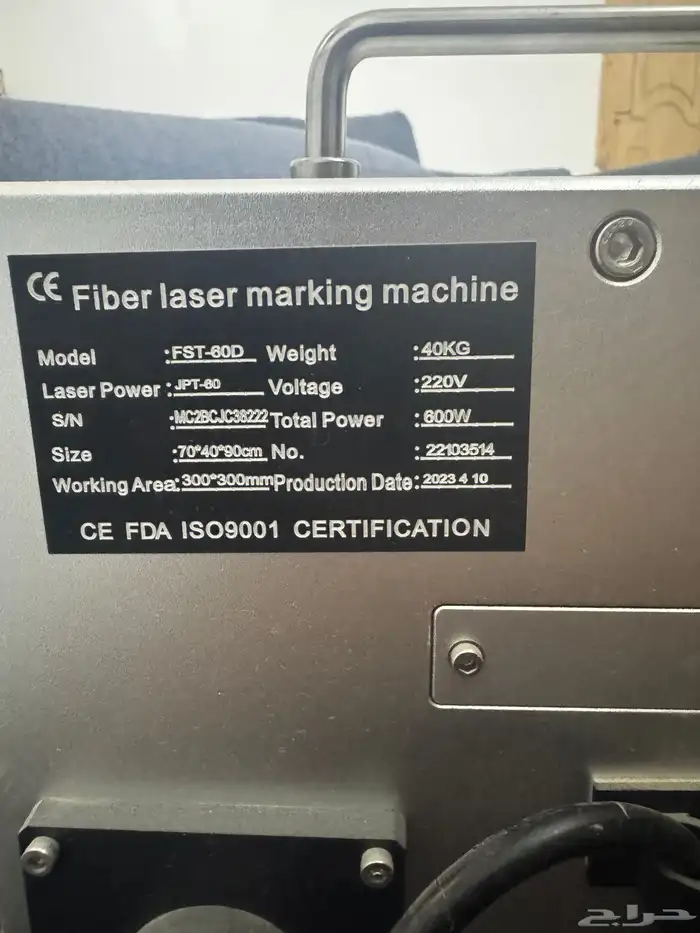 CE Fiber laser marking machine
Model :FST-60D Weight :40KG
Laser Power :JPT-60 Voltage :220V
S/N :MC2BCJC38222 Total Power :600W
Size :70*40*90cm No. :22103514
Working Area:300*300mm Production Date:2023 4 10
CE FDA ISO9001 CERTIFICATION
حراج